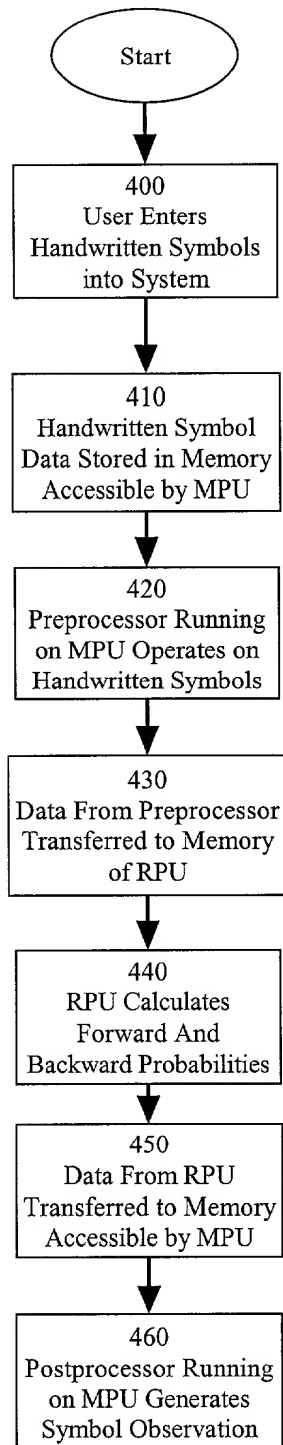 Start
400
User Enters
Handwritten Symbols
into System
410
Handwritten Symbol
Data Stored in Memory
Accessible by MPU
420
Preprocessor Running
on MPU Operates on
Handwritten Symbols
430
Data From Preprocessor
Transferred to Memory
of RPU
440
RPU Calculates
Forward And
Backward Probabilities
450
Data From RPU
Transferred to Memory
Accessible by MPU
460
Postprocessor Running
on MPU Generates
Symbol Observation